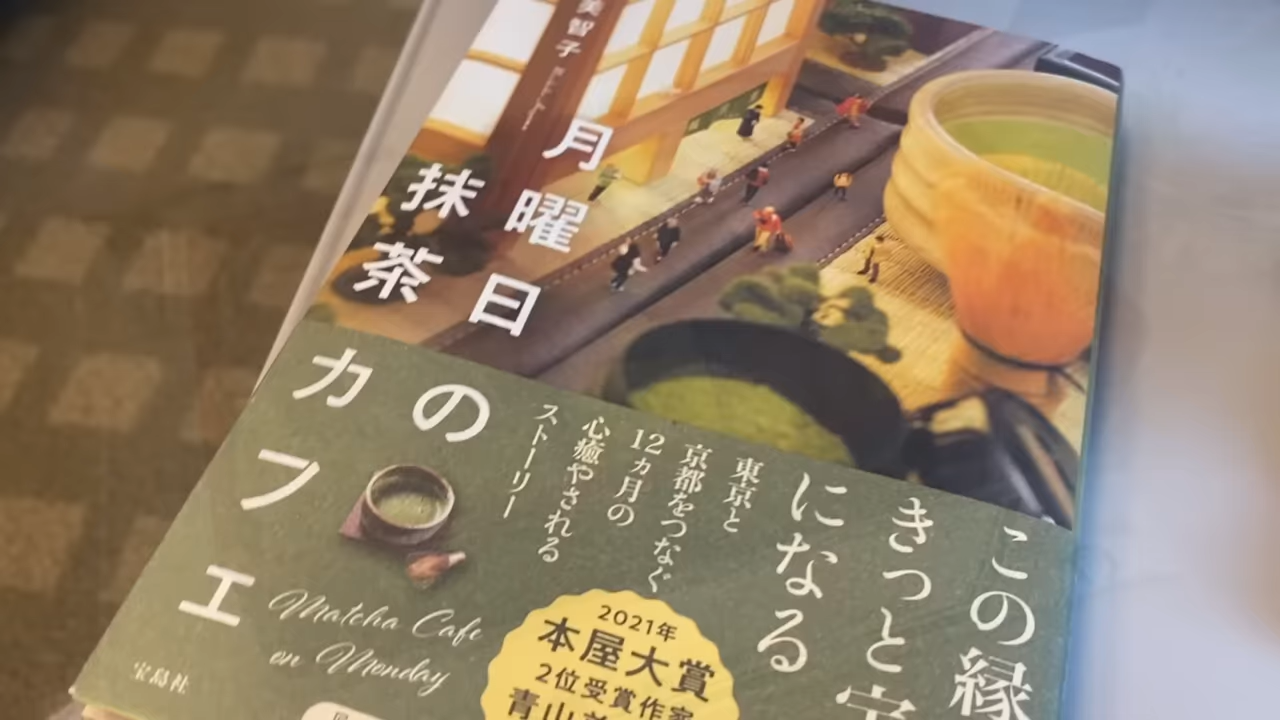 美智子
月曜日の
抹茶カフェ
Matcha Cafe
on Monday
この縁
きっと
になる
東京と
京都をつなぐ
12ヵ月の
心癒やされる
ストーリー
2021年
本屋大賞
2位受賞作家
青山
宝島社